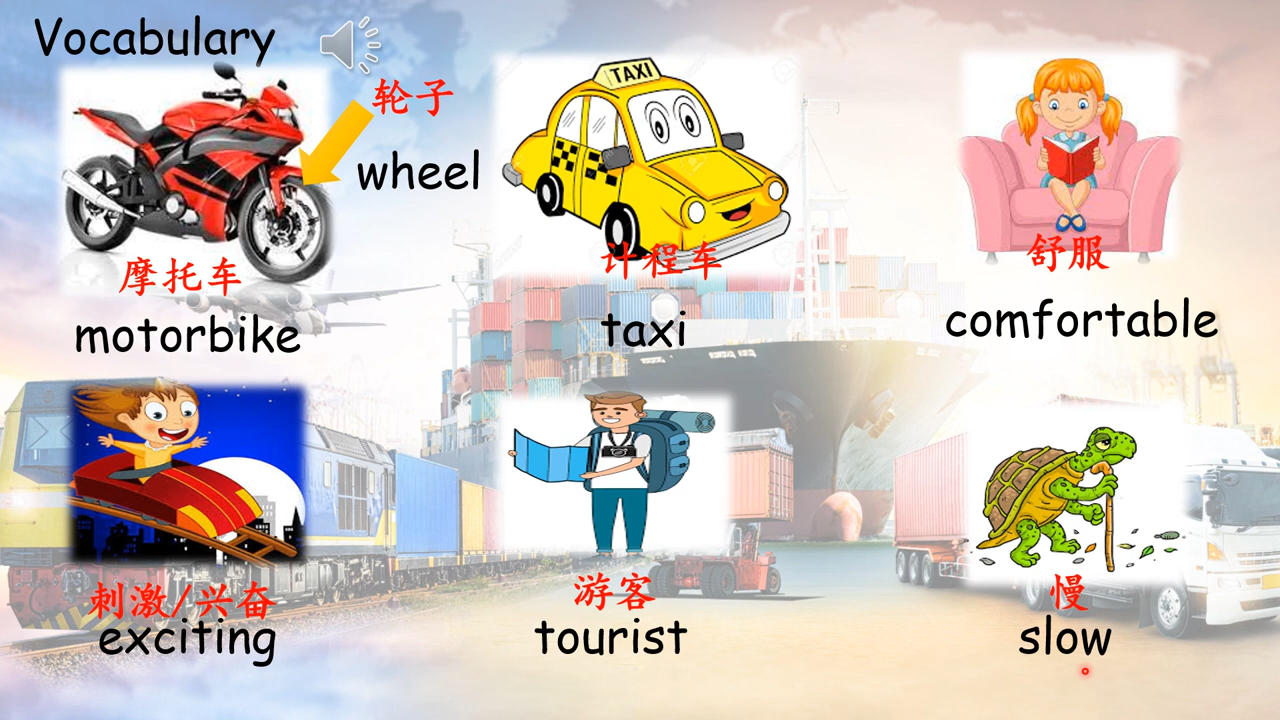 Vocabulary
轮子
wheel
摩托车
motorbike
TAXI
计程车
taxi
舒服
comfortable
刺激/兴奋
exciting
游客
tourist
慢
slow